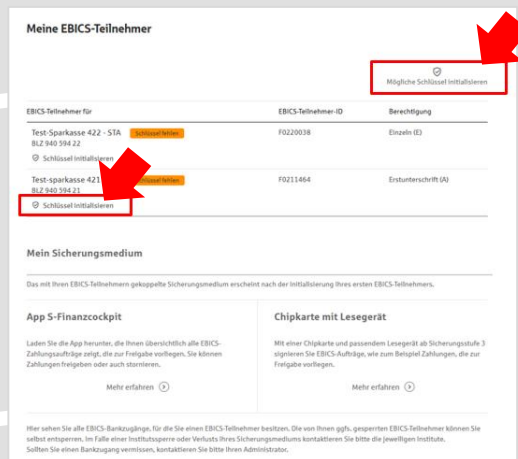 Meine EBICS-Teilnehmer
Mögliche Schlüssel initialisieren
EBICS-Teilnehmer für EBICS-Teilnehmer-ID Berechtigung
Test-Sparkasse 422 - STA Schlüssel fehlen F0220038 Einzeln (E)
BLZ 940 594 22
Schlüssel initialisieren
Test-sparkasse 421 Schlüssel fehlen F0211464 Erstunterschrift (A)
BLZ 940 594 21
Schlüssel initialisieren
Mein Sicherungsmedium
Das mit Ihren EBICS-Teilnehmern gekoppelte Sicherungsmedium erscheint nach der Initialisierung Ihres ersten EBICS-Teilnehmers.
App S-Finanzcockpit
Laden Sie die App herunter, die Ihnen übersichtlich alle EBICS-
Zahlungsaufträge zeigt, die zur Freigabe vorliegen. Sie können
Zahlungen freigeben oder auch stornieren.
Mehr erfahren
Chipkarte mit Lesegerät
Mit einer Chipkarte und passendem Lesegerät ab Sicherungsstufe 3
signieren Sie EBICS-Aufträge, wie zum Beispiel Zahlungen, die zur
Freigabe vorliegen.
Mehr erfahren
Hier sehen Sie alle EBICS-Bankzugänge, für die Sie einen EBICS-Teilnehmer besitzen. Die von Ihnen ggfs. gesperrten EBICS-Teilnehmer können Sie
selbst entsperren. Im Falle einer Institutssperre oder Verlusts Ihres Sicherungsmediums kontaktieren Sie bitte die jeweiligen Institute.
Sollten Sie einen Bankzugang vermissen, kontaktieren Sie bitte Ihren Administrator.